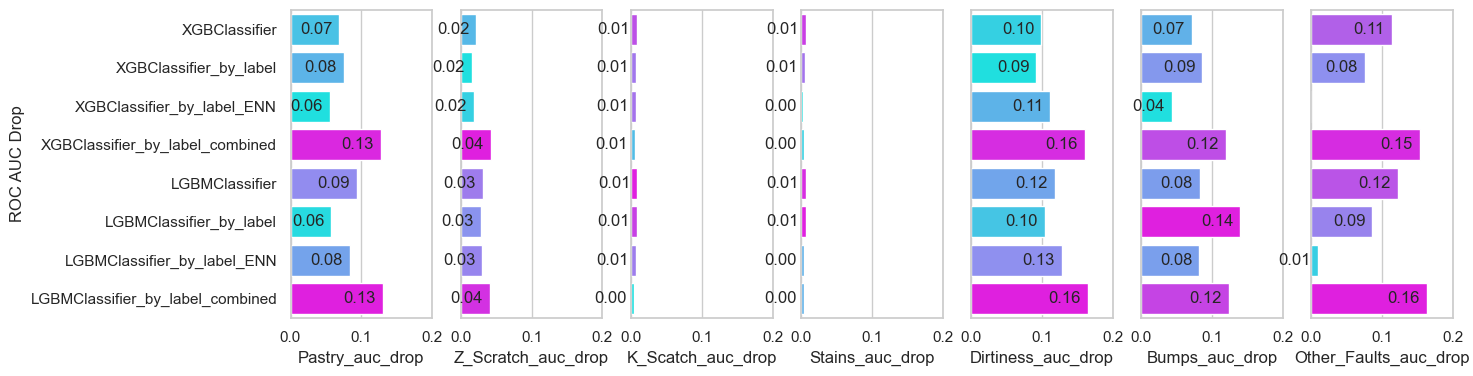 ROC AUC Drop
XGBClassifier 0.07 0.02 0.01 0.01 0.10 0.07 0.11
XGBClassifier_by_label 0.08 0.02 0.01 0.01 0.09 0.09 0.08
XGBClassifier_by_label_ENN 0.06 0.02 0.01 0.00 0.11 0.04
XGBClassifier_by_label_combined 0.13 0.04 0.01 0.00 0.16 0.12 0.15
LGBMClassifier 0.09 0.03 0.01 0.01 0.12 0.08 0.12
LGBMClassifier_by_label 0.06 0.03 0.01 0.01 0.10 0.14 0.09
LGBMClassifier_by_label_ENN 0.08 0.03 0.01 0.00 0.13 0.08 0.01
LGBMClassifier_by_label_combined 0.13 0.04 0.00 0.00 0.16 0.12 0.16
0.0 0.1 0.2 0.0 0.1 0.2 0.0 0.1 0.2 0.0 0.1 0.2 0.0 0.1 0.2 0.0 0.1 0.2 0.0 0.1 0.2
Pastry_auc_drop Z_Scratch_auc_drop K_Scatch_auc_drop Stains_auc_drop Dirtiness_auc_drop Bumps_auc_drop Other_Faults_auc_drop